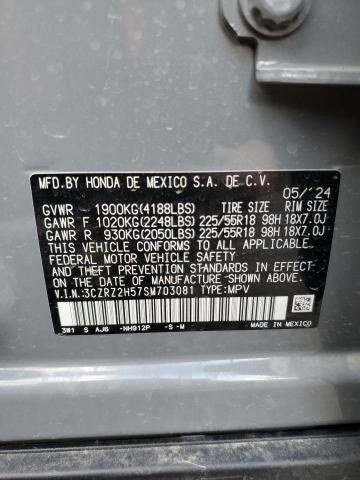 MFD.BY HONDA DE MEXICO S.A. DE C.V.
05/'24
GVWR 1900KG(4188LBS) TIRE SIZE RIM SIZE
GAWR F 1020KG(2248LBS) 225/55R18 98H 18X7.0J
GAWR R 930KG(2050LBS) 225/55R18 98H 18X7.0J
THIS VEHICLE CONFORMS TO ALL APPLICABLE
FEDERAL MOTOR VEHICLE SAFETY, BUMPER, AND
THEFT PREVENTION STANDARDS IN EFFECT ON
THE DATE OF MANUFACTURE SHOWN ABOVE.
V.I.N.:3CZRZ2H57SM703081 TYPE:MPV
3W1 S AJ6 -NH912P -S -M